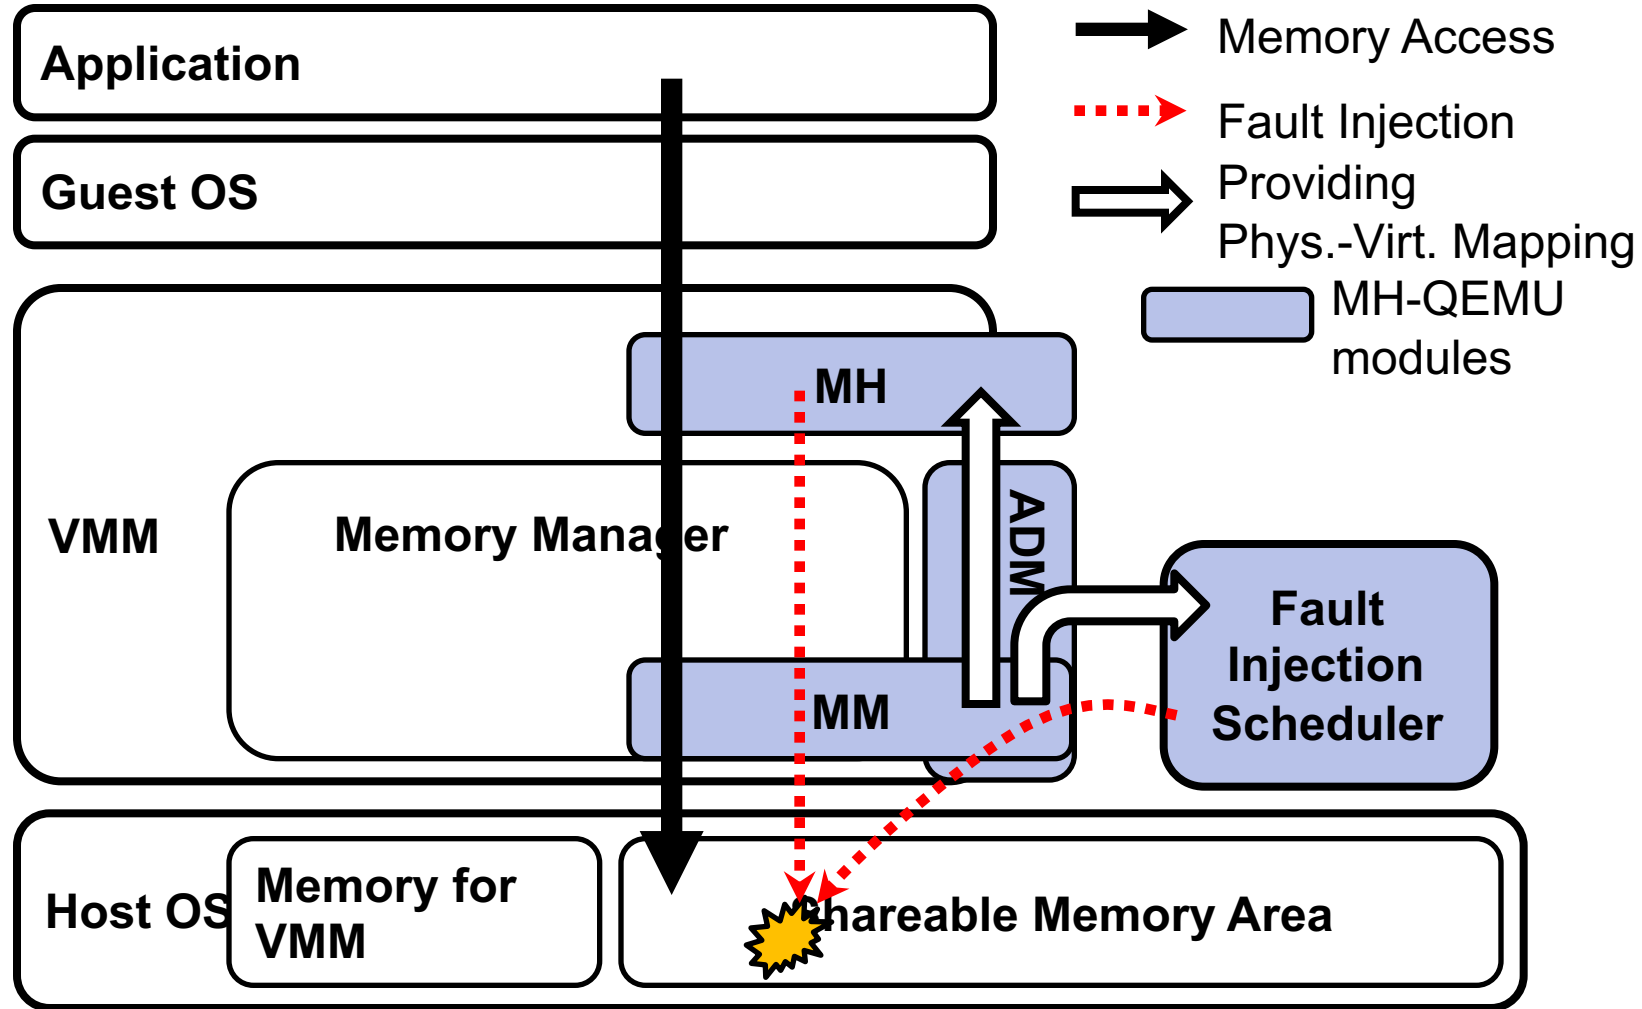 Application
Memory Access
Fault Injection
Guest OS
Providing
Phys.-Virt. Mapping
MH-QEMU
modules
MH
VMM
Memory Manager
ADM
Fault
Injection
Scheduler
MM
Host OS
Memory for
VMM
Shareable Memory Area